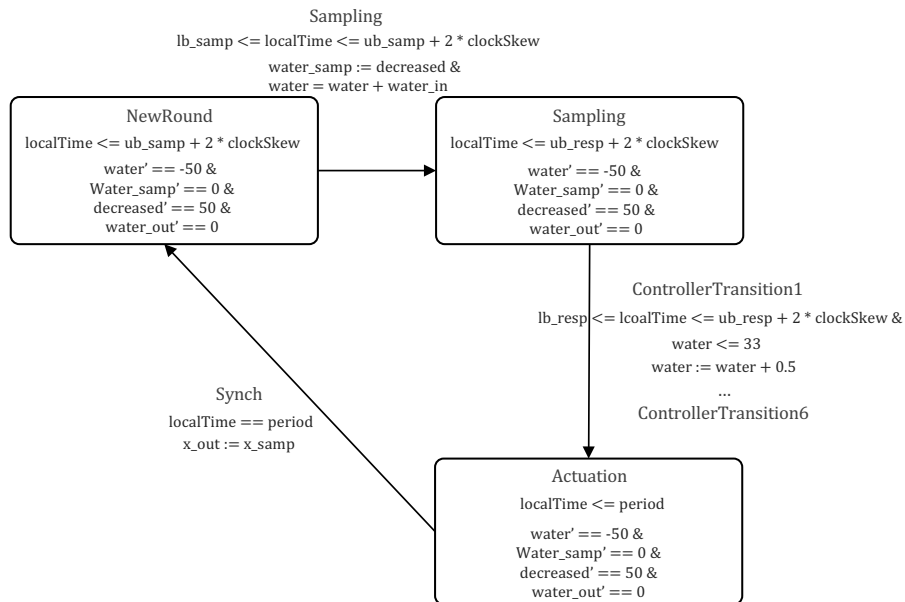 Sampling
lb_samp <= localTime <= ub_samp + 2 * clockSkew
water_samp := decreased &
water = water + water_in
NewRound
localTime <= ub_samp + 2 * clockSkew
water’ == -50 &
Water_samp’ == 0 &
decreased’ == 50 &
water_out’ == 0
Sampling
localTime <= ub_resp + 2 * clockSkew
water’ == -50 &
Water_samp’ == 0 &
decreased’ == 50 &
water_out’ == 0
ControllerTransition1
lb_resp <= lcoalTime <= ub_resp + 2 * clockSkew &
water <= 33
water := water + 0.5
...
ControllerTransition6
Synch
localTime == period
x_out := x_samp
Actuation
localTime <= period
water’ == -50 &
Water_samp’ == 0 &
decreased’ == 50 &
water_out’ == 0